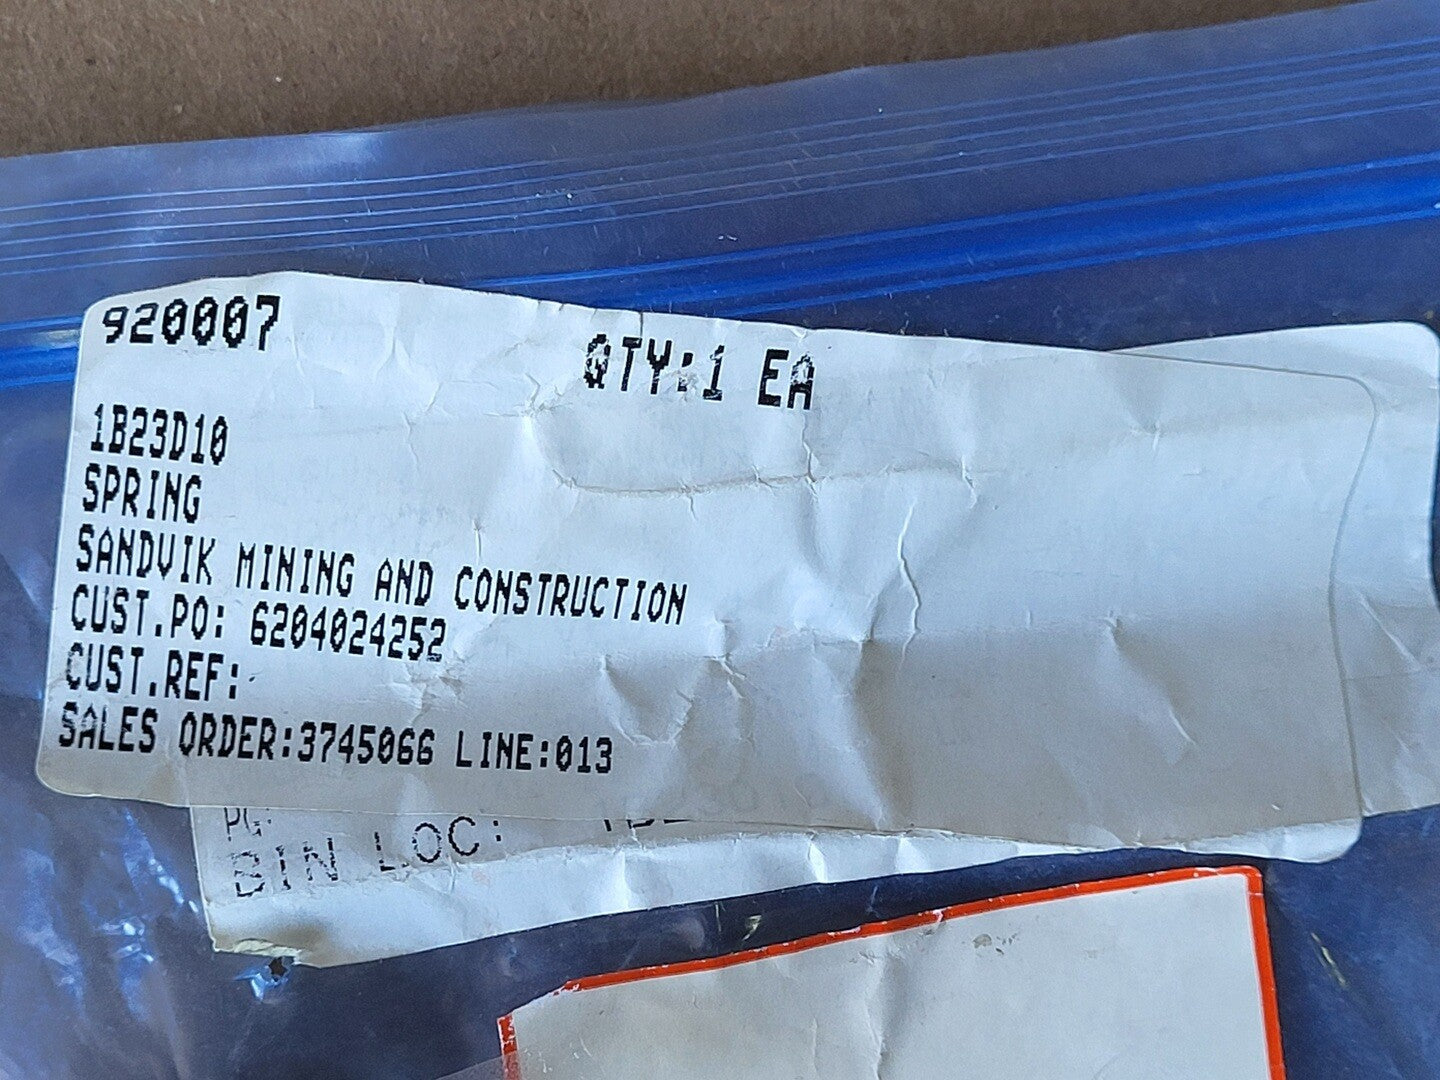 920007
QTY:1 EA
1B23D10
SPRING
SANDVIK MINING AND CONSTRUCTION
CUST.PO: 6204024252
CUST.REF:
SALES ORDER:3745066 LINE:013
BIN LOC: